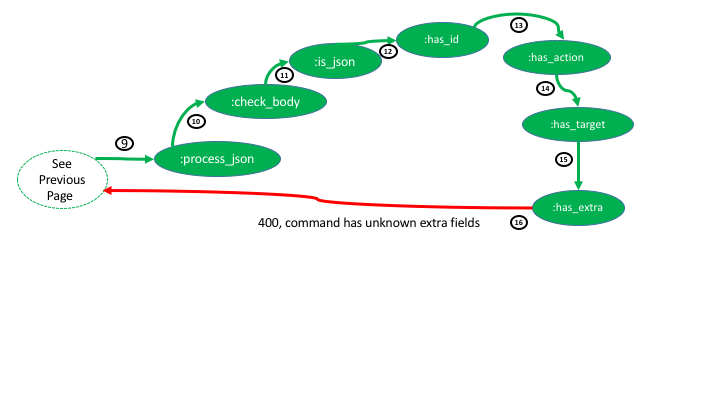 13
:has_id
12
:is_json
:has_action
11
14
:check_body
10
:has_target
9
See
Previous
Page
:process_json
15
:has_extra
400, command has unknown extra fields
16